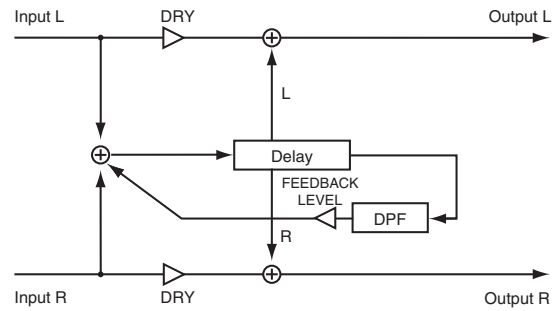 Input L
DRY
Output L
L
Delay
FEEDBACK
LEVEL
DPF
R
Input R
DRY
Output R